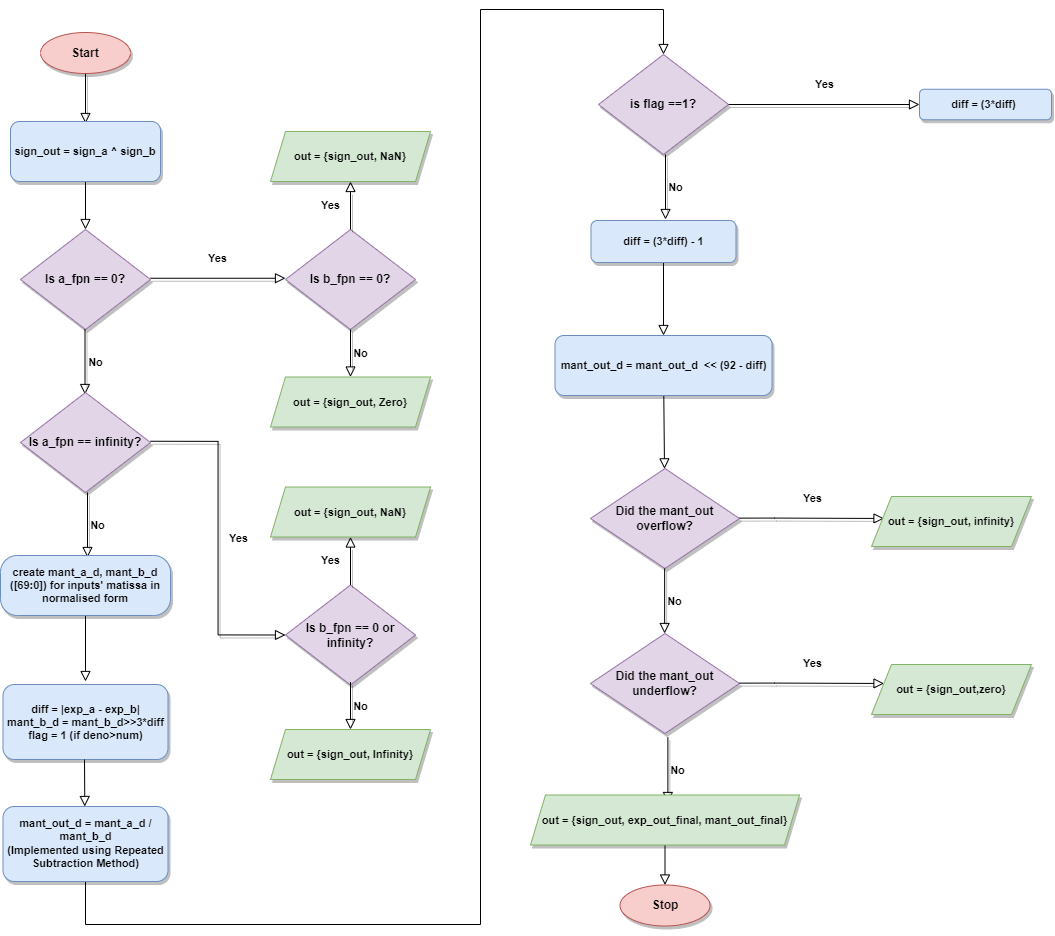 Start
sign_out = sign_a ^ sign_b
Is a_fpn == 0?
Yes
Is b_fpn == 0?
Yes
out = {sign_out, NaN}
No
out = {sign_out, Zero}
No
Is a_fpn == infinity?
Yes
Is b_fpn == 0 or
infinity?
Yes
out = {sign_out, NaN}
No
out = {sign_out, Infinity}
No
create mant_a_d, mant_b_d
([69:0]) for inputs' matissa in
normalised form
diff = |exp_a - exp_b|
mant_b_d = mant_b_d>>3*diff
flag = 1 (if deno>num)
mant_out_d = mant_a_d /
mant_b_d
(Implemented using Repeated
Subtraction Method)
is flag ==1?
Yes
diff = (3*diff)
No
diff = (3*diff) - 1
mant_out_d = mant_out_d << (92 - diff)
Did the mant_out
overflow?
Yes
out = {sign_out, infinity}
No
Did the mant_out
underflow?
Yes
out = {sign_out,zero}
No
out = {sign_out, exp_out_final, mant_out_final}
Stop